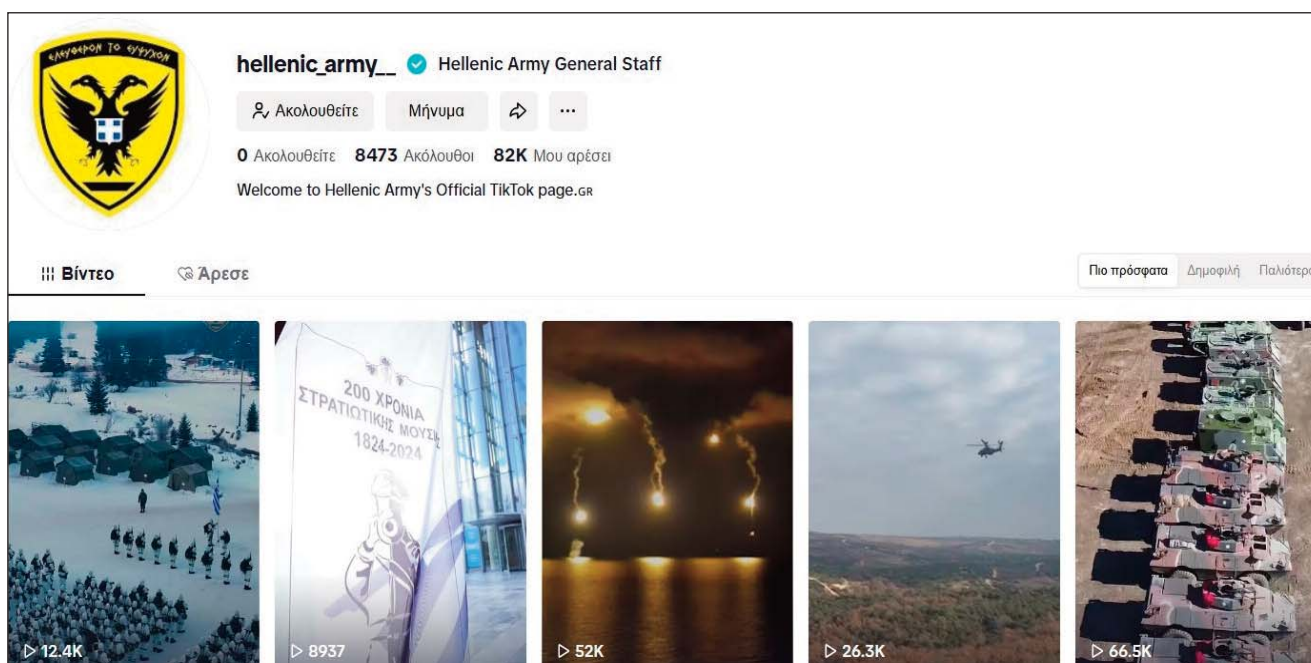 ΕΛΕΥΘΕΡΟΝ ΤΟ ΕΥΨΥΧΟΝ
hellenic_army__ Hellenic Army General Staff
Ακολουθείτε Μήνυμα
0 Ακολουθείτε 8473 Ακόλουθοι 82K Μου αρέσει
Welcome to Hellenic Army's Official TikTok page.GR
Βίντεο Άρεσε
Πιο πρόσφατα Δημοφιλή
200 ΧΡΟΝΙΑ
ΣΤΡΑΤΙΩΤΙΚΗΣ
1824-2024
12.4K 8937 52K 26.3K 66.5K